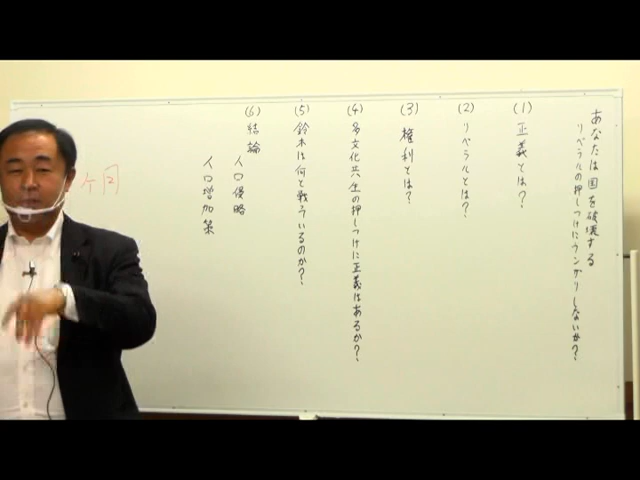 あなたは国を破壊する
リベラルの押しつけにウンザリしないか?
(1) 正義とは?
(2) リベラルとは?
(3) 権利とは?
(4) 多文化共生の押しつけに正義はあるか?
(5) 鈴木は何と戦ういるのか?
(6) 結論
人口侵略
人口増加策